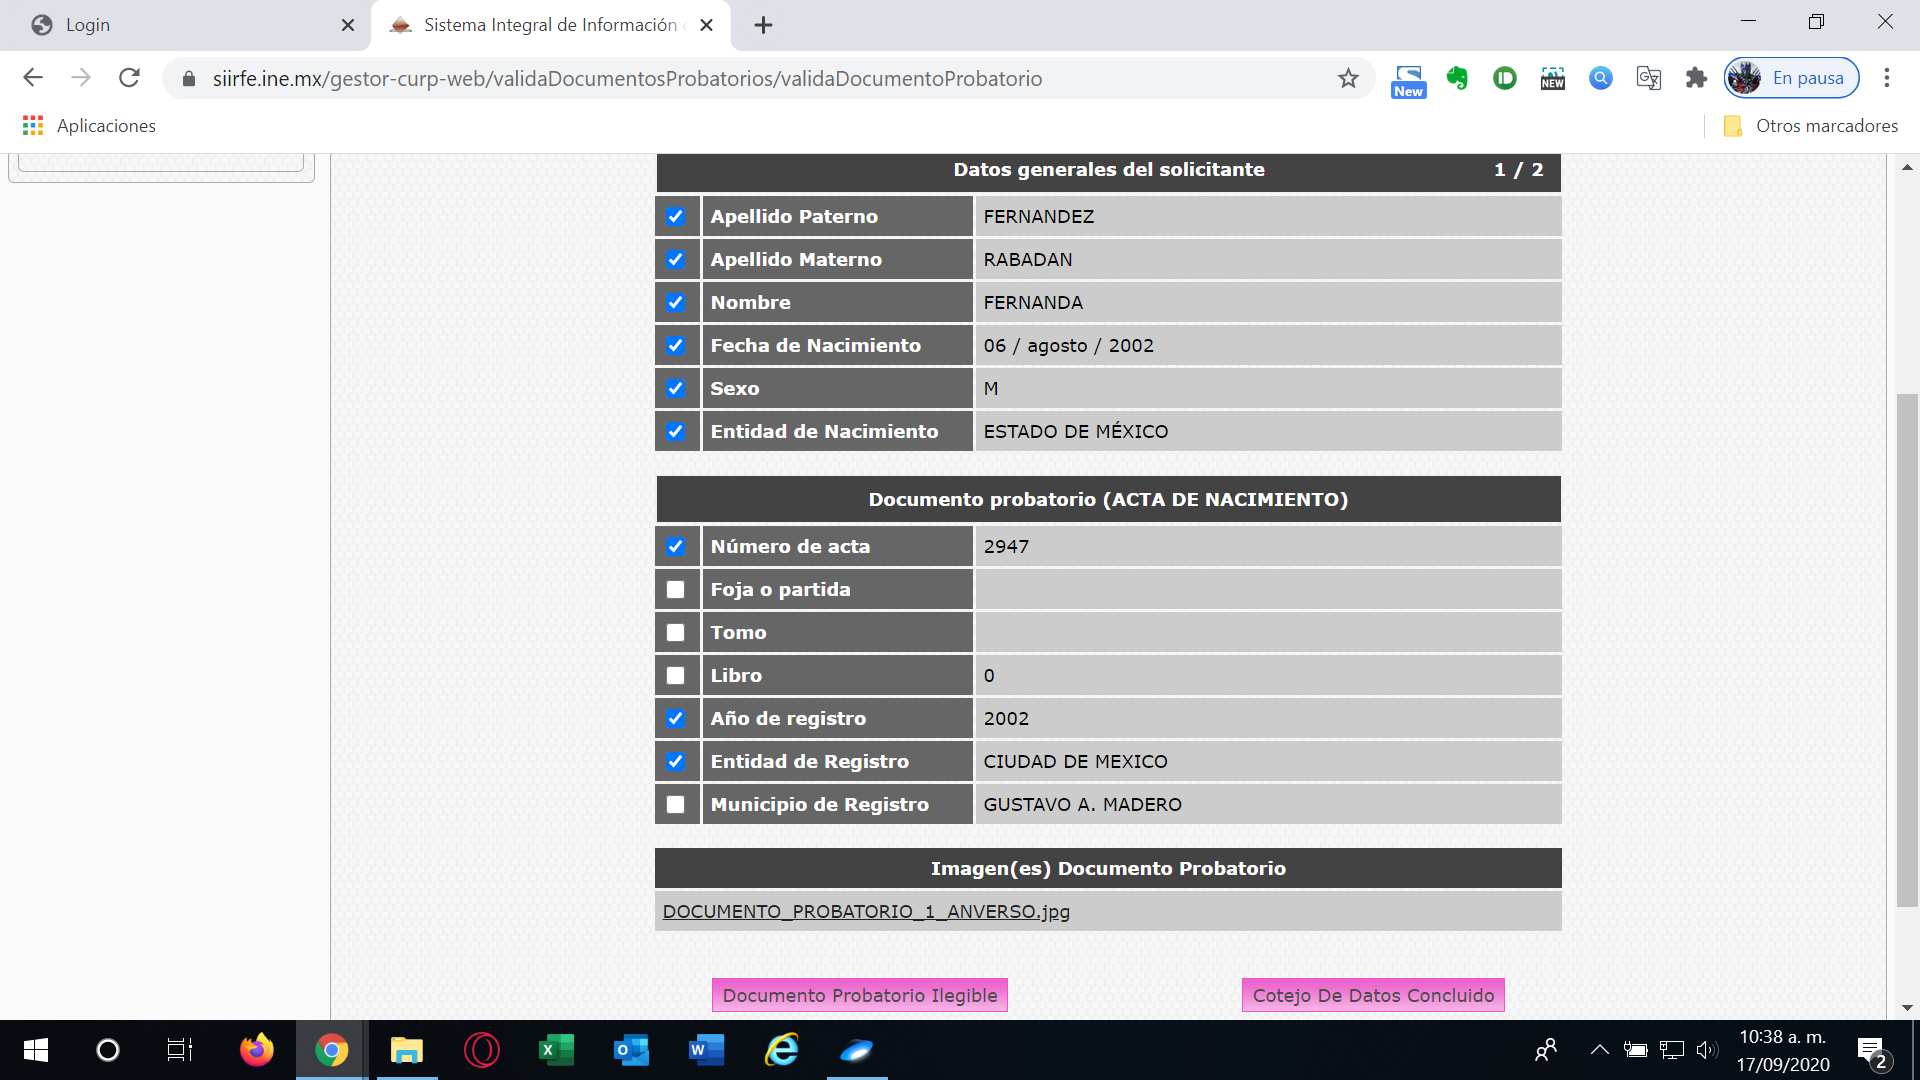 Login
Sistema Integral de Información
siirfe.ine.mx/gestor-curp-web/validaDocumentosProbatorios/validaDocumentoProbatorio
New
NEW
En pausa
Aplicaciones
Otros marcadores
Datos generales del solicitante 1 / 2
Apellido Paterno FERNANDEZ
Apellido Materno RABADAN
Nombre FERNANDA
Fecha de Nacimiento 06 / agosto / 2002
Sexo M
Entidad de Nacimiento ESTADO DE MÉXICO
Documento probatorio (ACTA DE NACIMIENTO)
Número de acta 2947
Foja o partida
Tomo
Libro 0
Año de registro 2002
Entidad de Registro CIUDAD DE MEXICO
Municipio de Registro GUSTAVO A. MADERO
Imagen(es) Documento Probatorio
DOCUMENTO_PROBATORIO_1_ANVERSO.jpg
Documento Probatorio Ilegible Cotejo De Datos Concluido
10:38 a. m.
17/09/2020
2